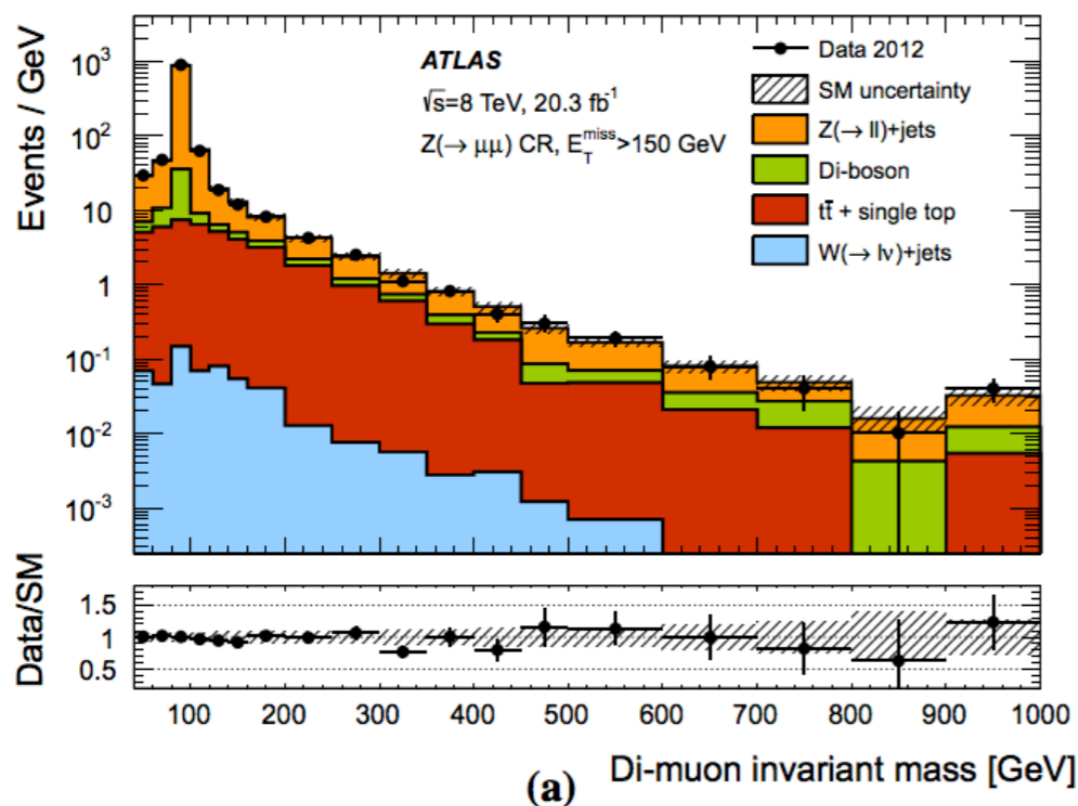 Events / GeV
10³
10²
10
1
10⁻¹
10⁻²
10⁻³
ATLAS
√s=8 TeV, 20.3 fb⁻¹
Z(→ μμ) CR, E_T^miss>150 GeV
Data 2012
SM uncertainty
Z(→ ll)+jets
Di-boson
tt̄ + single top
W(→ lν)+jets
Data/SM
1.5
1
0.5
100 200 300 400 500 600 700 800 900 1000
Di-muon invariant mass [GeV]
(a)